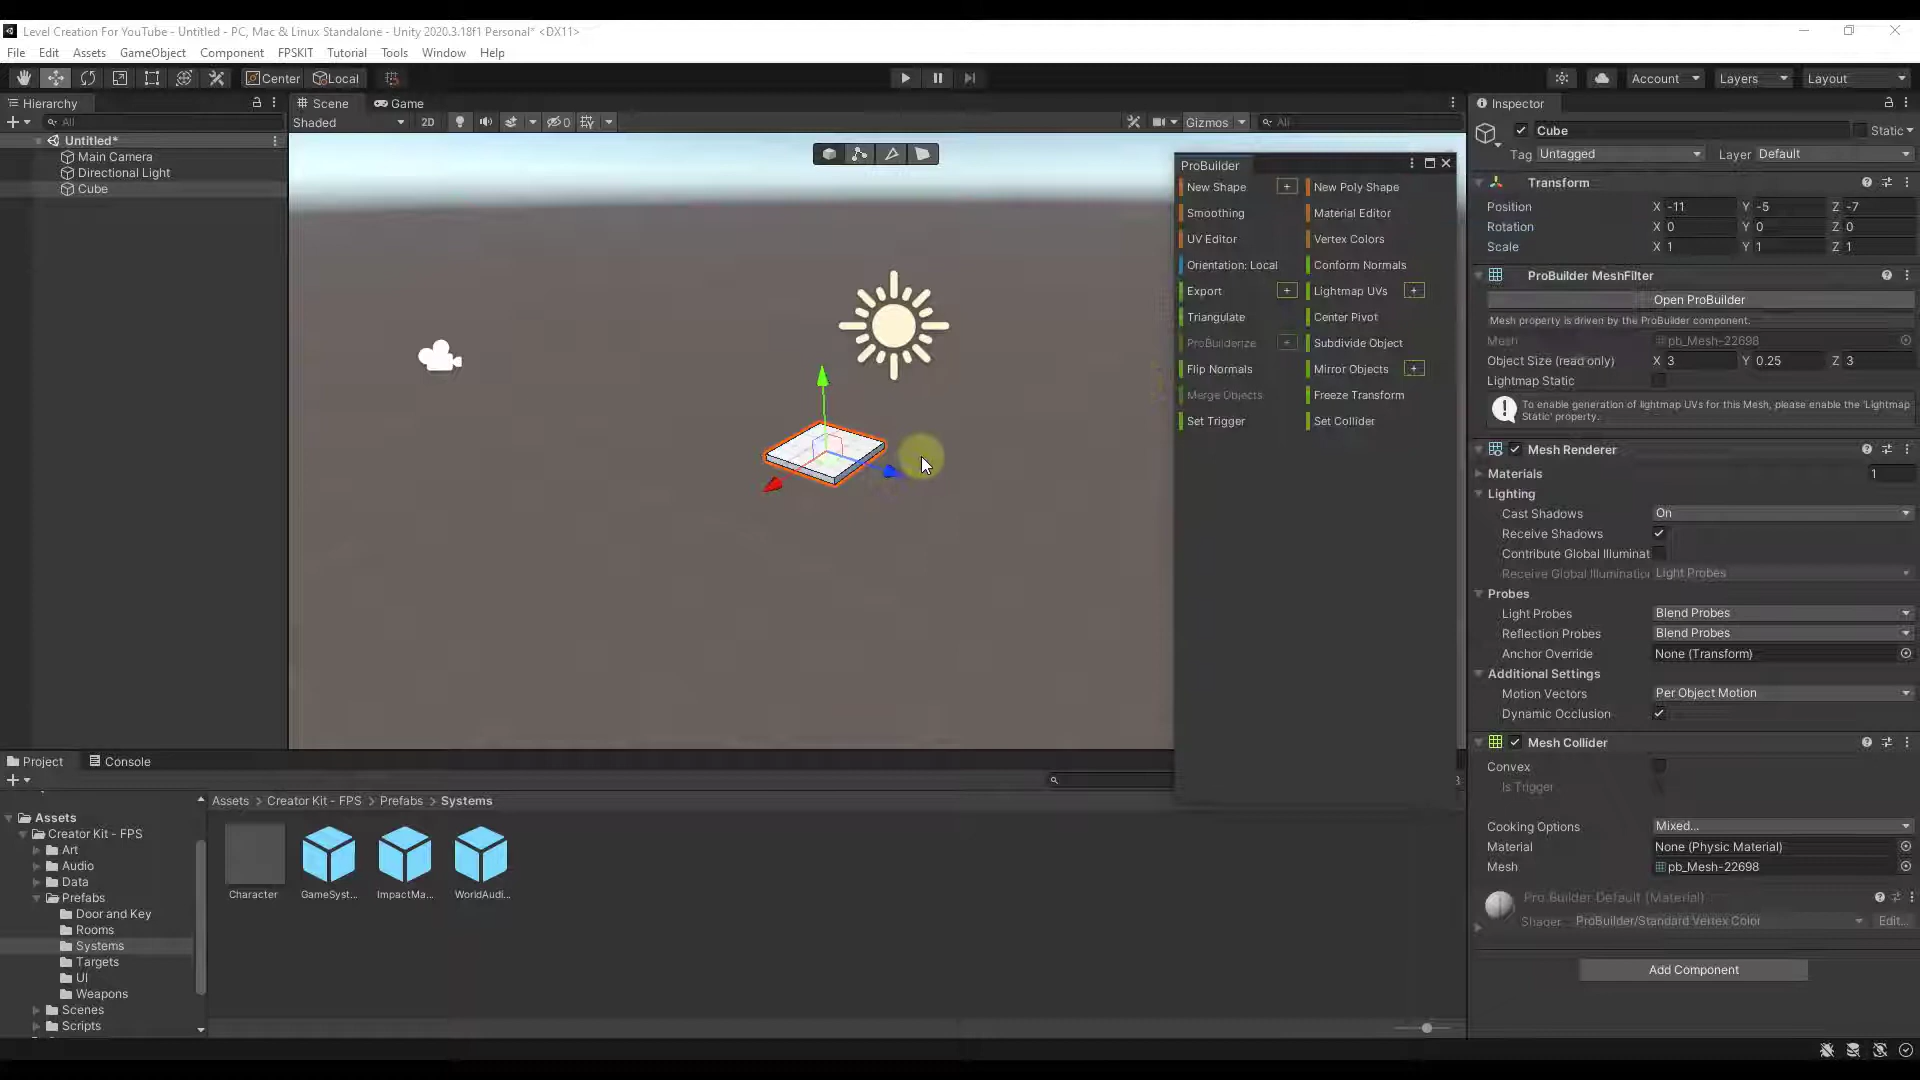 Level Creation For YouTube - Untitled - PC, Mac & Linux Standalone - Unity 2020.3.18f1 Personal* <DX11>
File Edit Assets GameObject Component FPSKIT Tutorial Tools Window Help
Center Local Account Layers Layout
Hierarchy
All
Untitled*
Main Camera
Directional Light
Cube
Scene Game
Shaded 2D 0 Gizmos All
ProBuilder
New Shape + New Poly Shape
Smoothing Material Editor
UV Editor Vertex Colors
Orientation: Local Conform Normals
Export + Lightmap UVs +
Triangulate Center Pivot
ProBuilderize + Subdivide Object
Flip Normals Mirror Objects +
Merge Objects Freeze Transform
Set Trigger Set Collider
Inspector
Cube Static
Tag Untagged Layer Default
Transform
Position X -11 Y -5 Z -7
Rotation X 0 Y 0 Z 0
Scale X 1 Y 1 Z 1
ProBuilder MeshFilter
Open ProBuilder
Mesh property is driven by the ProBuilder component.
Mesh pb_Mesh-22698
Object Size (read only) X 3 Y 0.25 Z 3
Lightmap Static
To enable generation of lightmap UVs for this Mesh, please enable the 'Lightmap
Static' property.
Mesh Renderer
Materials 1
Lighting
Cast Shadows On
Receive Shadows
Contribute Global Illuminat
Receive Global Illumination Light Probes
Probes
Light Probes Blend Probes
Reflection Probes Blend Probes
Anchor Override None (Transform)
Additional Settings
Motion Vectors Per Object Motion
Dynamic Occlusion
Mesh Collider
Convex
Is Trigger
Cooking Options Mixed...
Material None (Physic Material)
Mesh pb_Mesh-22698
Pro Builder Default (Material)
Shader ProBuilder/Standard Vertex Color Edit...
Add Component
Project Console
Assets
Creator Kit - FPS
Art
Audio
Data
Prefabs
Door and Key
Rooms
Systems
Targets
UI
Weapons
Scenes
Scripts
Assets > Creator Kit - FPS > Prefabs > Systems
Character GameSyst... ImpactMa... WorldAudi...